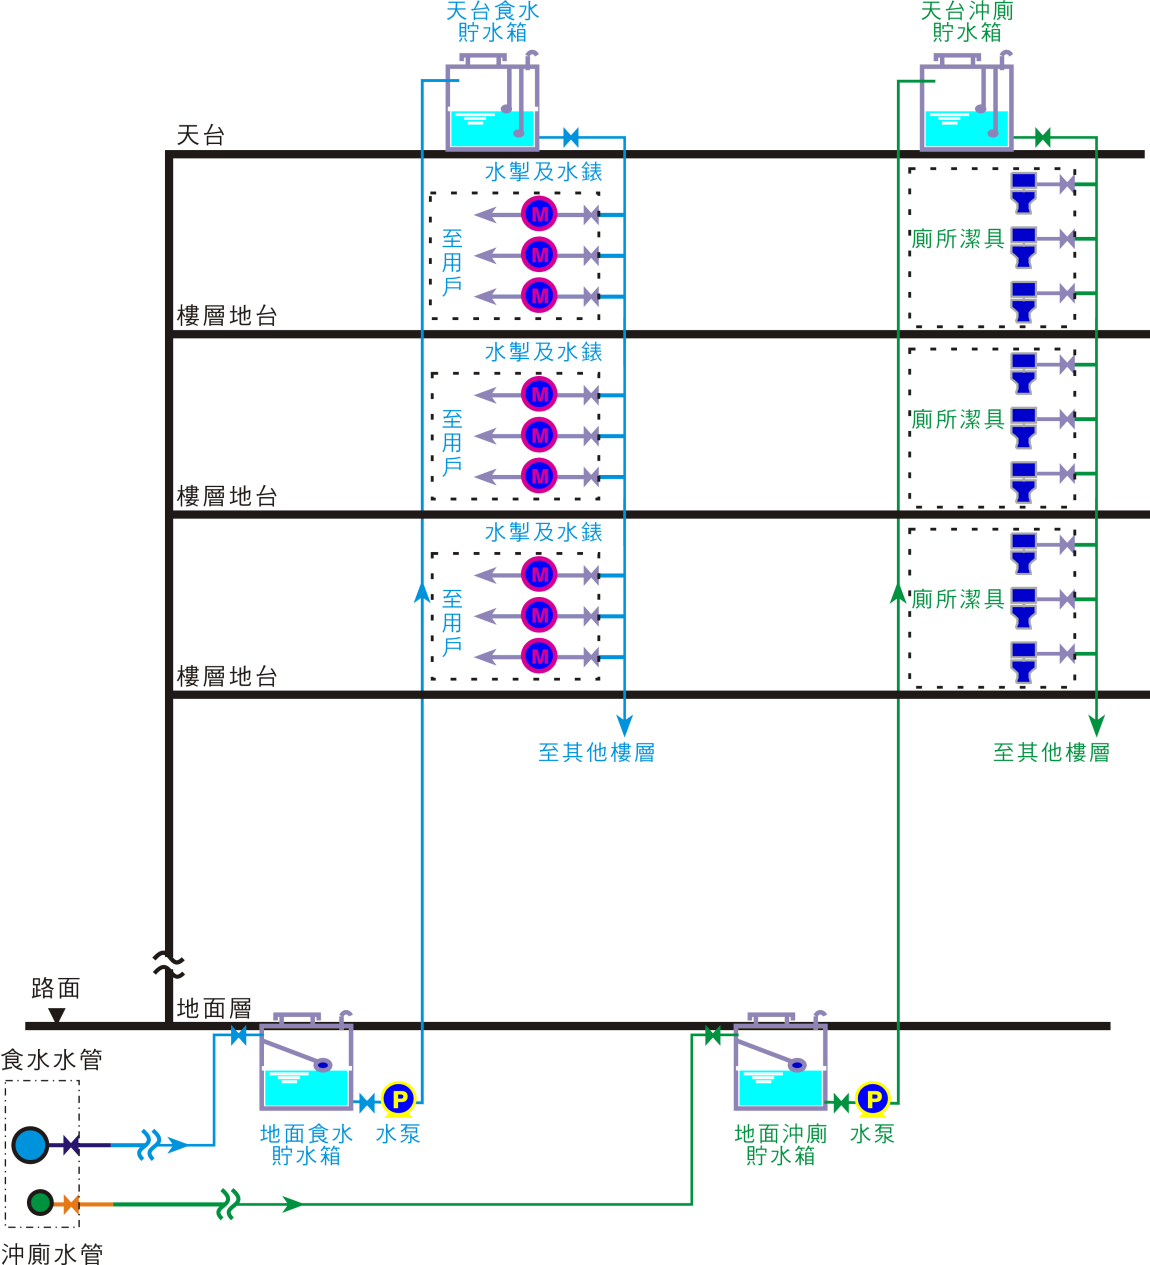 天台食水
貯水箱
天台沖廁
貯水箱
天台
水掣及水錶
M
至
用
戶
M
M
廁所潔具
樓層地台
水掣及水錶
M
至
用
戶
M
M
廁所潔具
樓層地台
水掣及水錶
M
至
用
戶
M
M
廁所潔具
樓層地台
至其他樓層
至其他樓層
路面
地面層
食水水管
P
P
地面食水
貯水箱
水泵
地面沖廁
貯水箱
水泵
沖廁水管